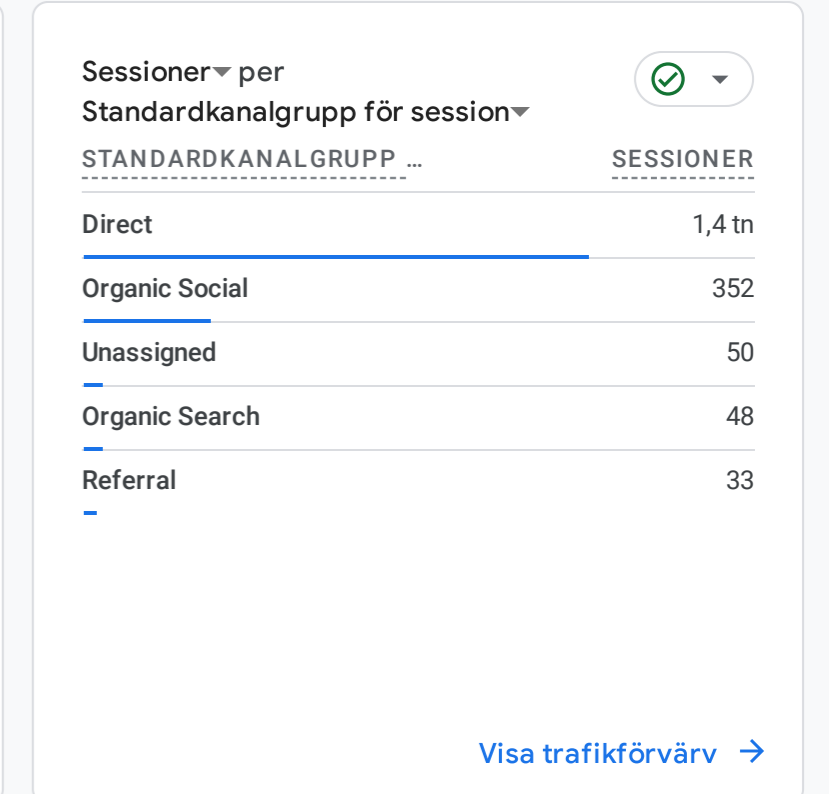 Sessioner per
Standardkanalgrupp för session
STANDARDKANALGRUPP ... SESSIONER
Direct 1,4 tn
Organic Social 352
Unassigned 50
Organic Search 48
Referral 33
Visa trafikförvärv